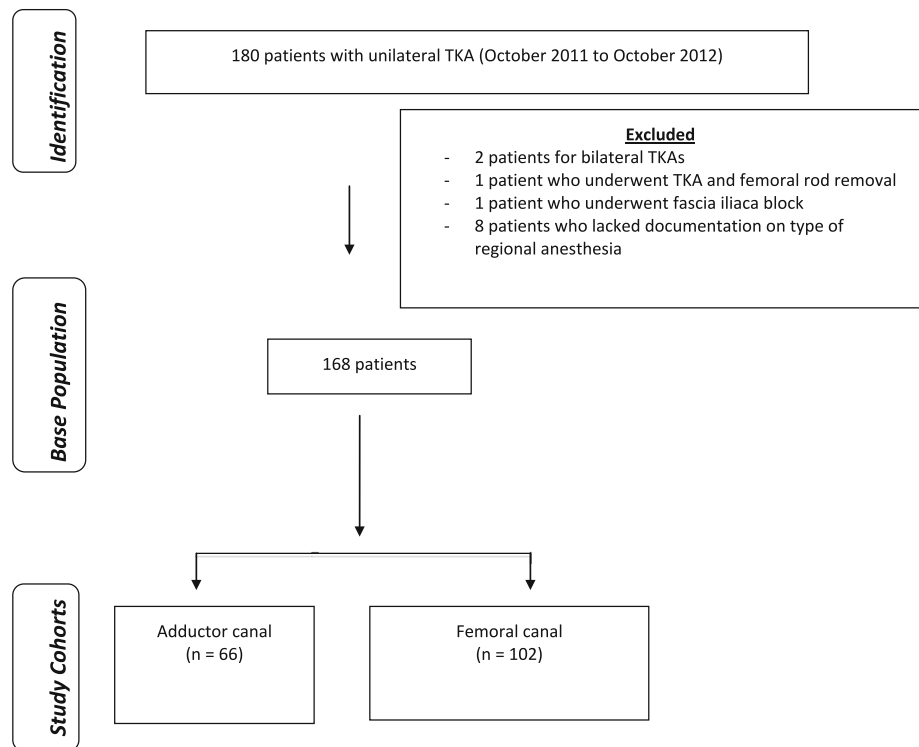 Identification
180 patients with unilateral TKA (October 2011 to October 2012)
Excluded
- 2 patients for bilateral TKAs
- 1 patient who underwent TKA and femoral rod removal
- 1 patient who underwent fascia iliaca block
- 8 patients who lacked documentation on type of
regional anesthesia
Base Population
168 patients
Study Cohorts
Adductor canal
(n = 66)
Femoral canal
(n = 102)